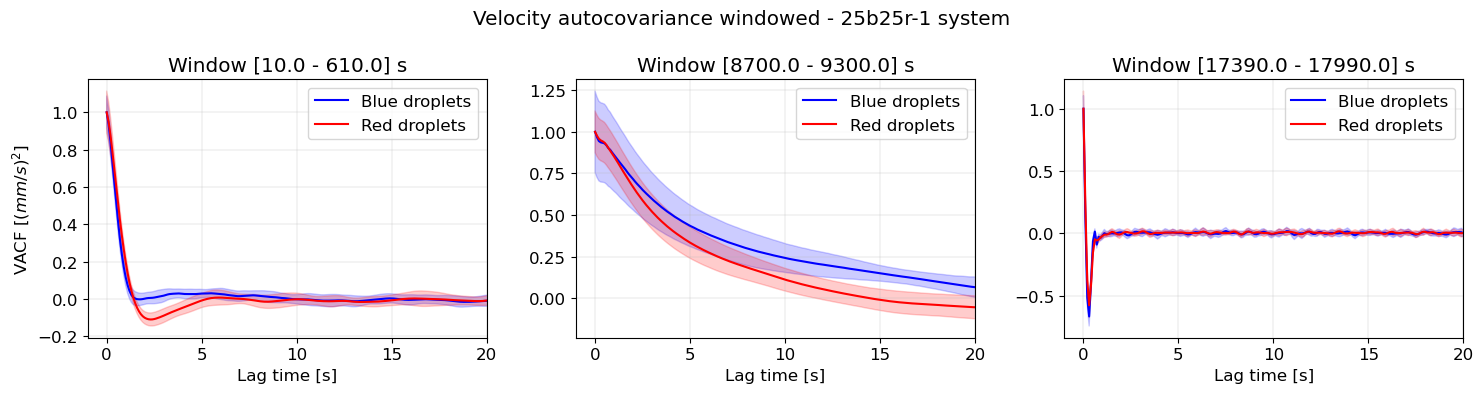 Velocity autocovariance windowed - 25b25r-1 system
Window [10.0 - 610.0] s
VACF [(mm/s)²]
1.0
0.8
0.6
0.4
0.2
0.0
−0.2
Blue droplets
Red droplets
0
5
10
15
20
Lag time [s]
Window [8700.0 - 9300.0] s
1.25
1.00
0.75
0.50
0.25
0.00
Blue droplets
Red droplets
0
5
10
15
20
Lag time [s]
Window [17390.0 - 17990.0] s
1.0
0.5
0.0
−0.5
Blue droplets
Red droplets
0
5
10
15
20
Lag time [s]